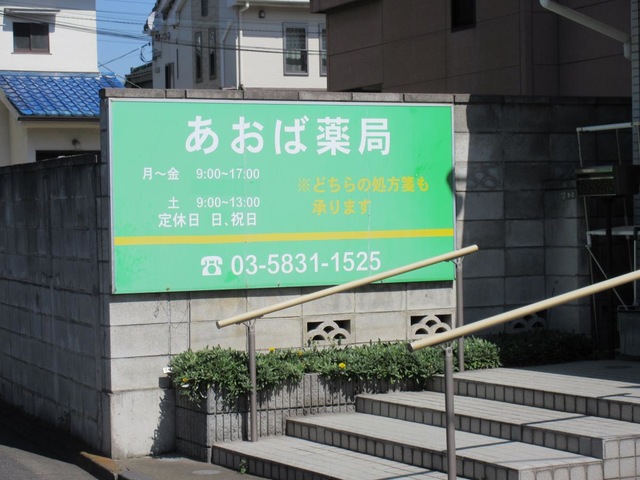 あおば薬局
月〜金 9:00~17:00
土 9:00~13:00
定休日 日、祝日
※どちらの処方箋も
承ります
☎ 03-5831-1525